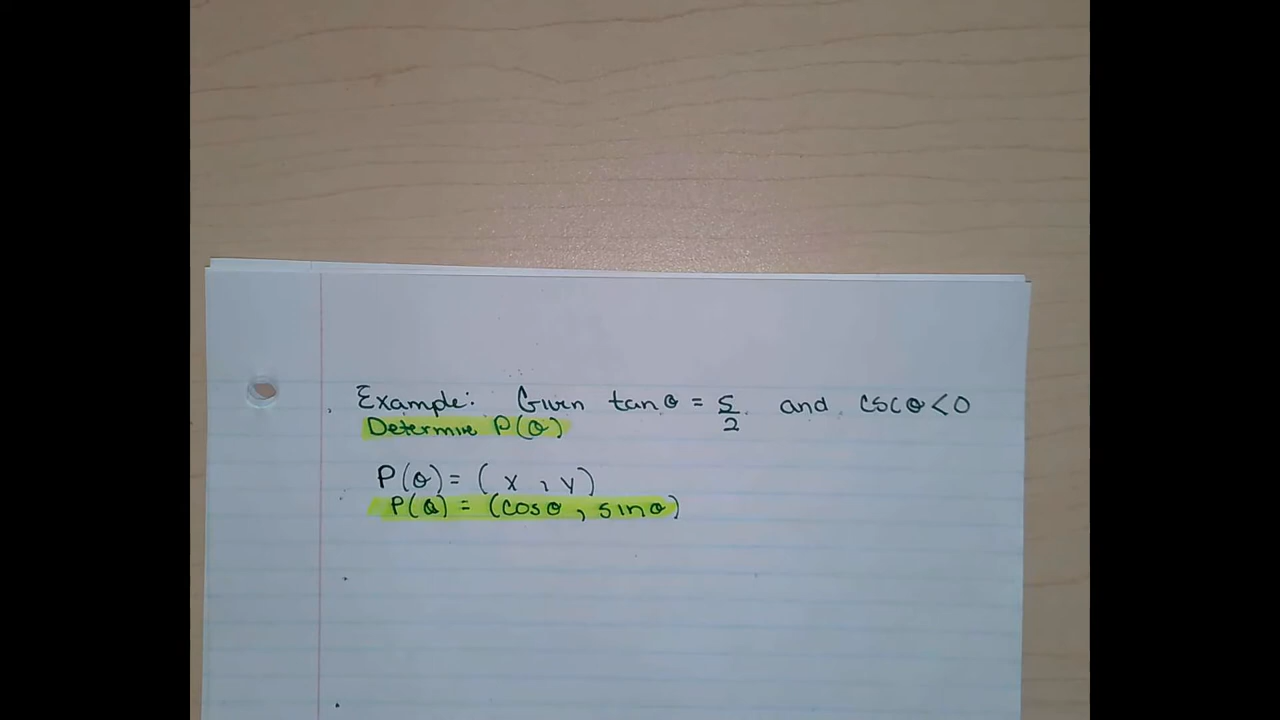 Example: Given tan θ = 5/2 and csc θ < 0
Determine P(θ)
P(θ) = ( x , y )
P(θ) = (cos θ , sin θ)